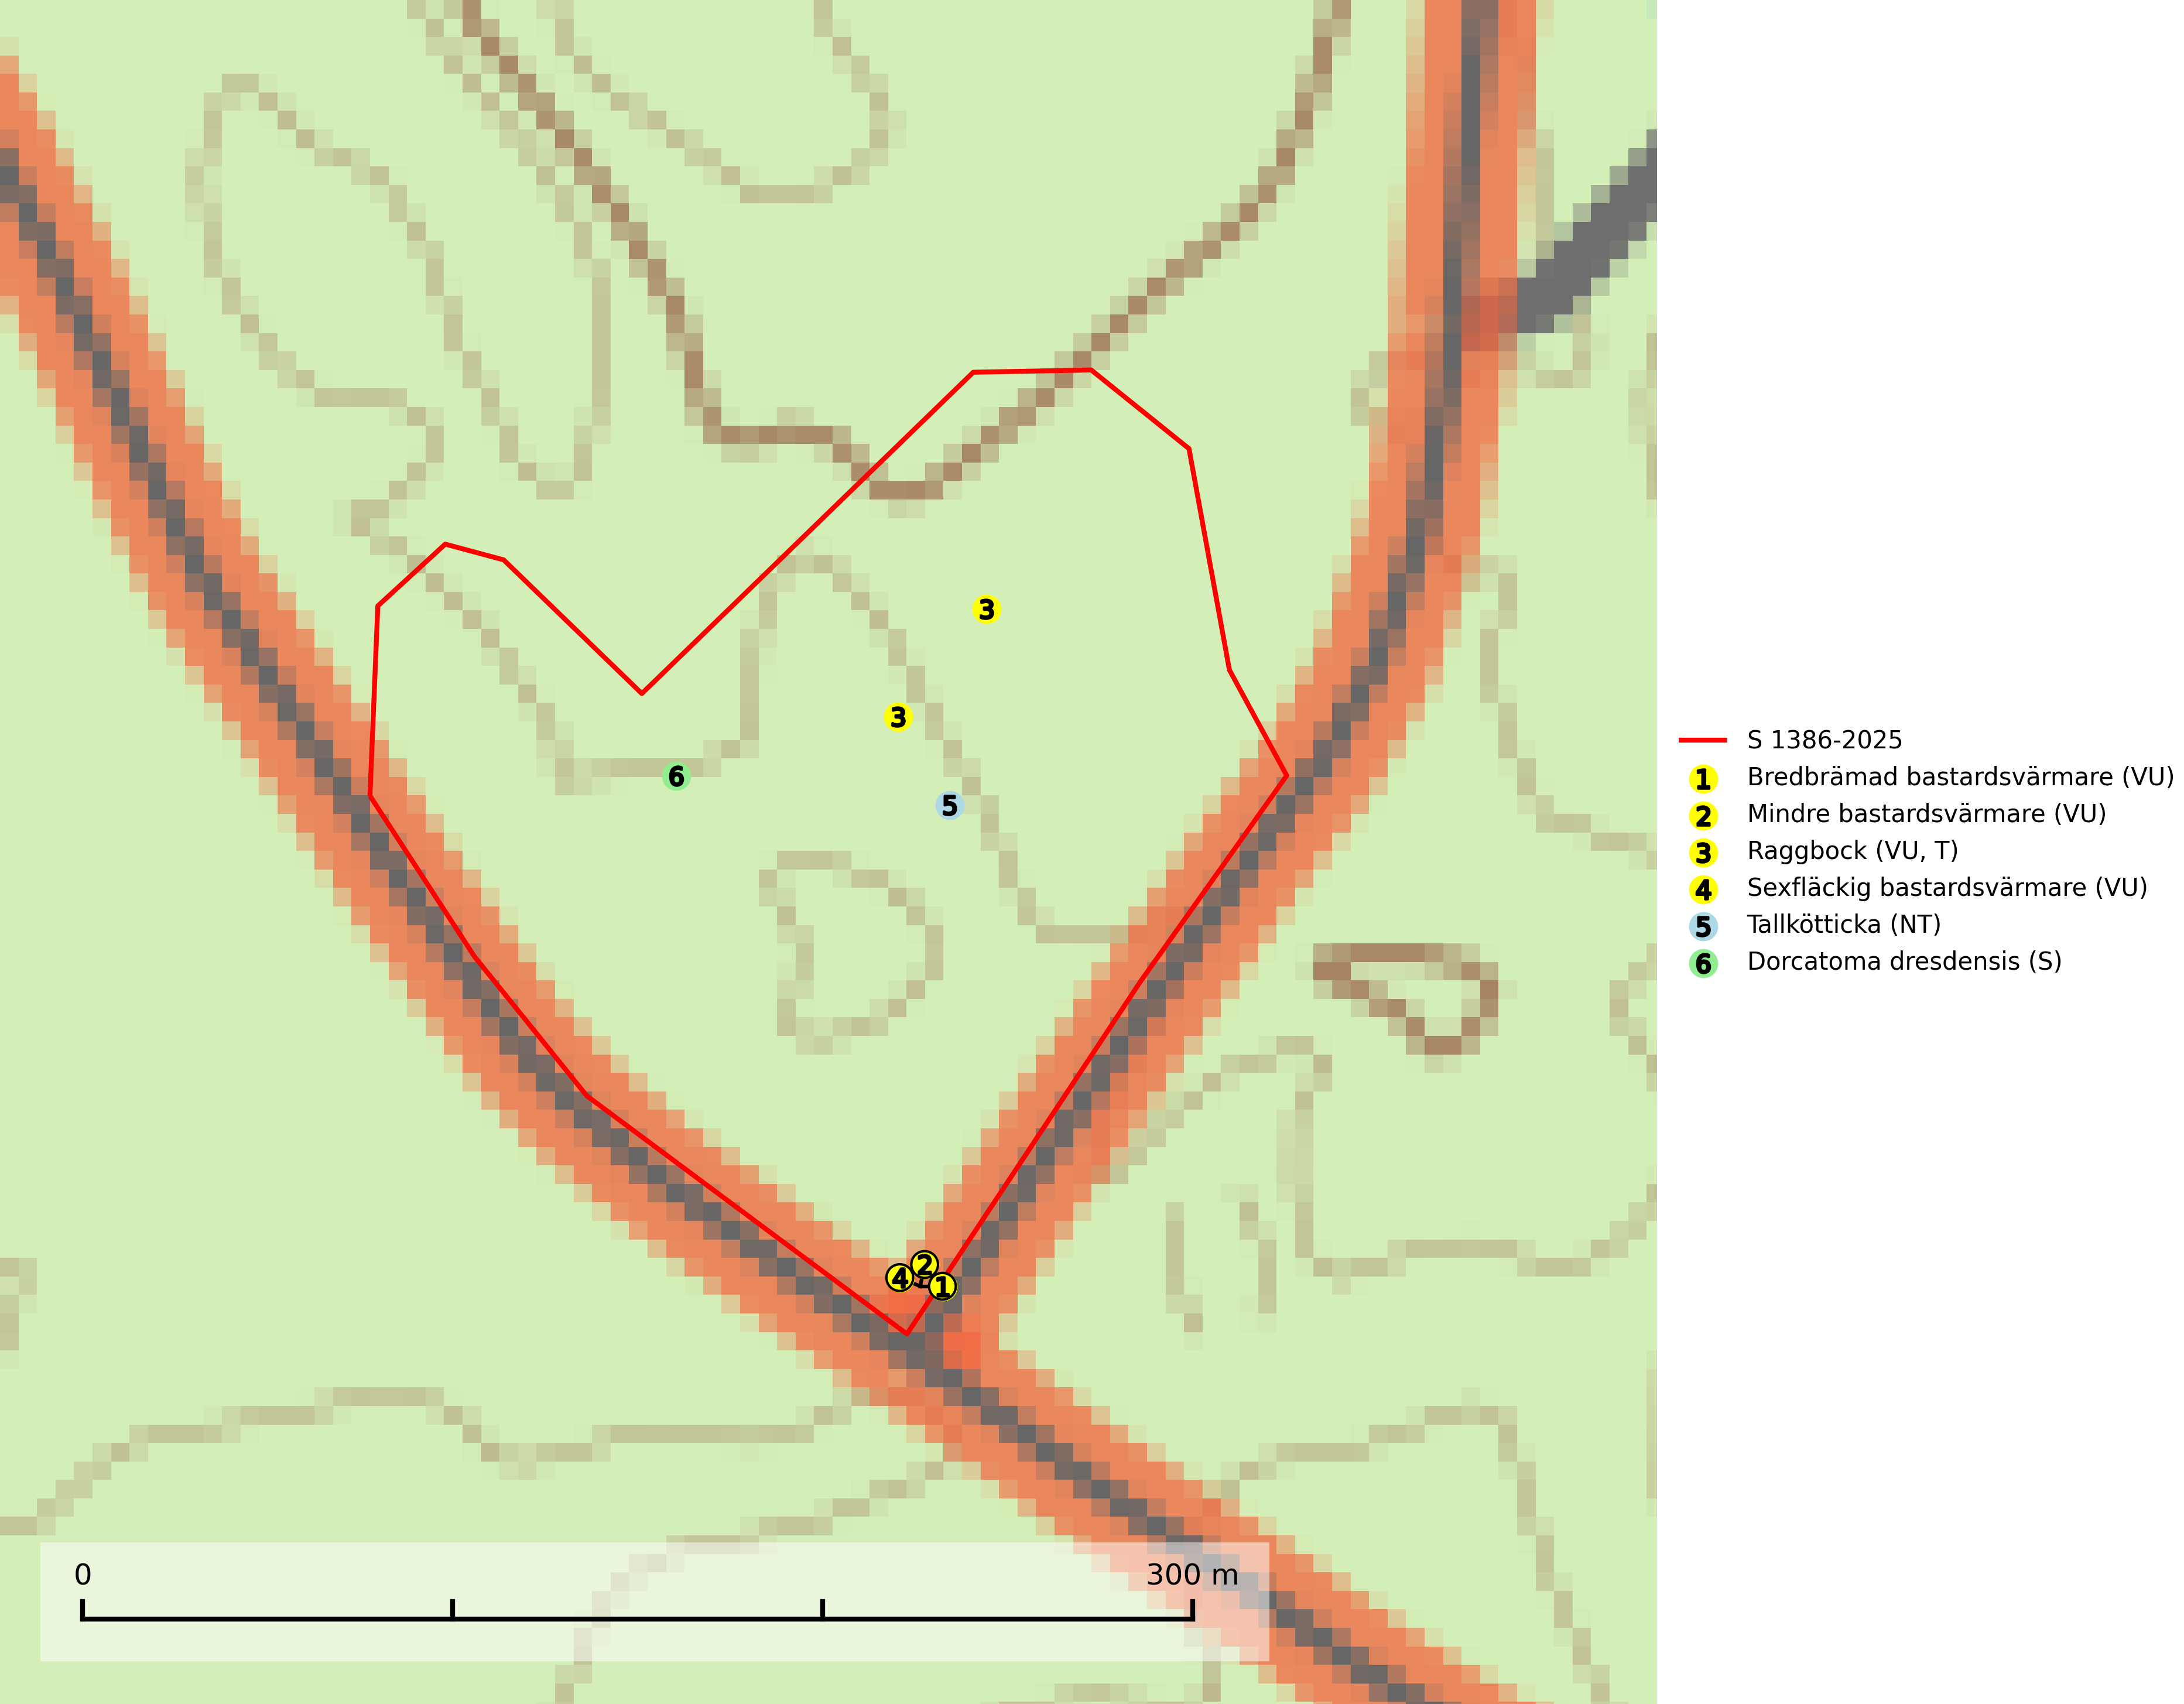 3
3
6
5
2
4
1
0 300 m
S 1386-2025
1 Bredbrämad bastardsvärmare (VU)
2 Mindre bastardsvärmare (VU)
3 Raggbock (VU, T)
4 Sexfläckig bastardsvärmare (VU)
5 Tallkötticka (NT)
6 Dorcatoma dresdensis (S)